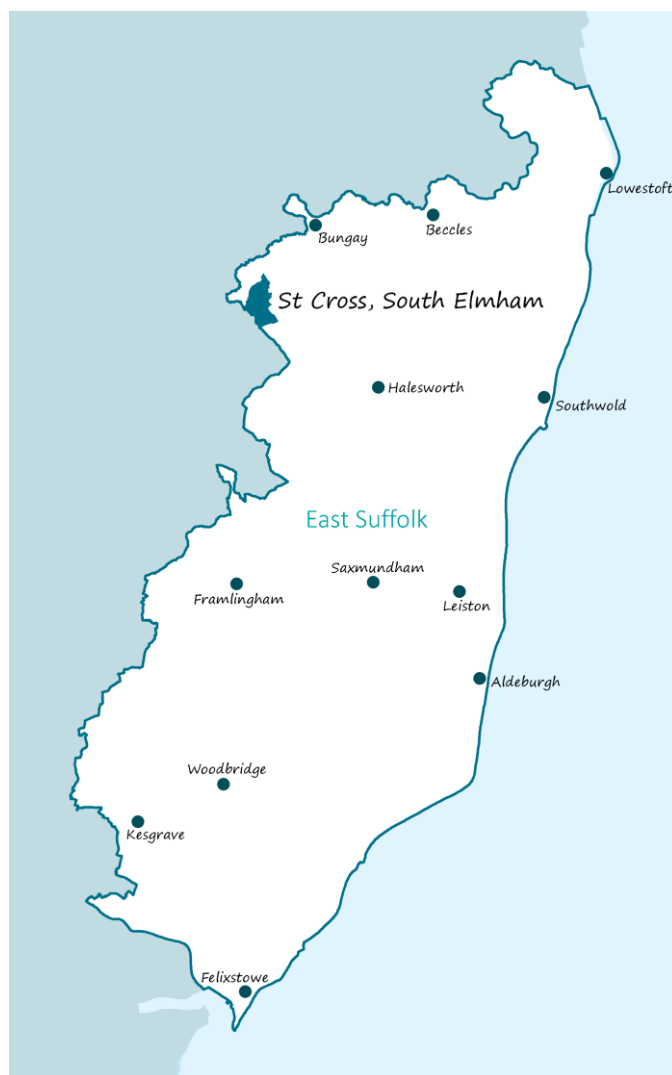 Lowestoft
Beccles
Bungay
St Cross, South Elmham
Halesworth
Southwold
East Suffolk
Saxmundham
Framlingham
Leiston
Aldeburgh
Woodbridge
Kesgrave
Felixstowe